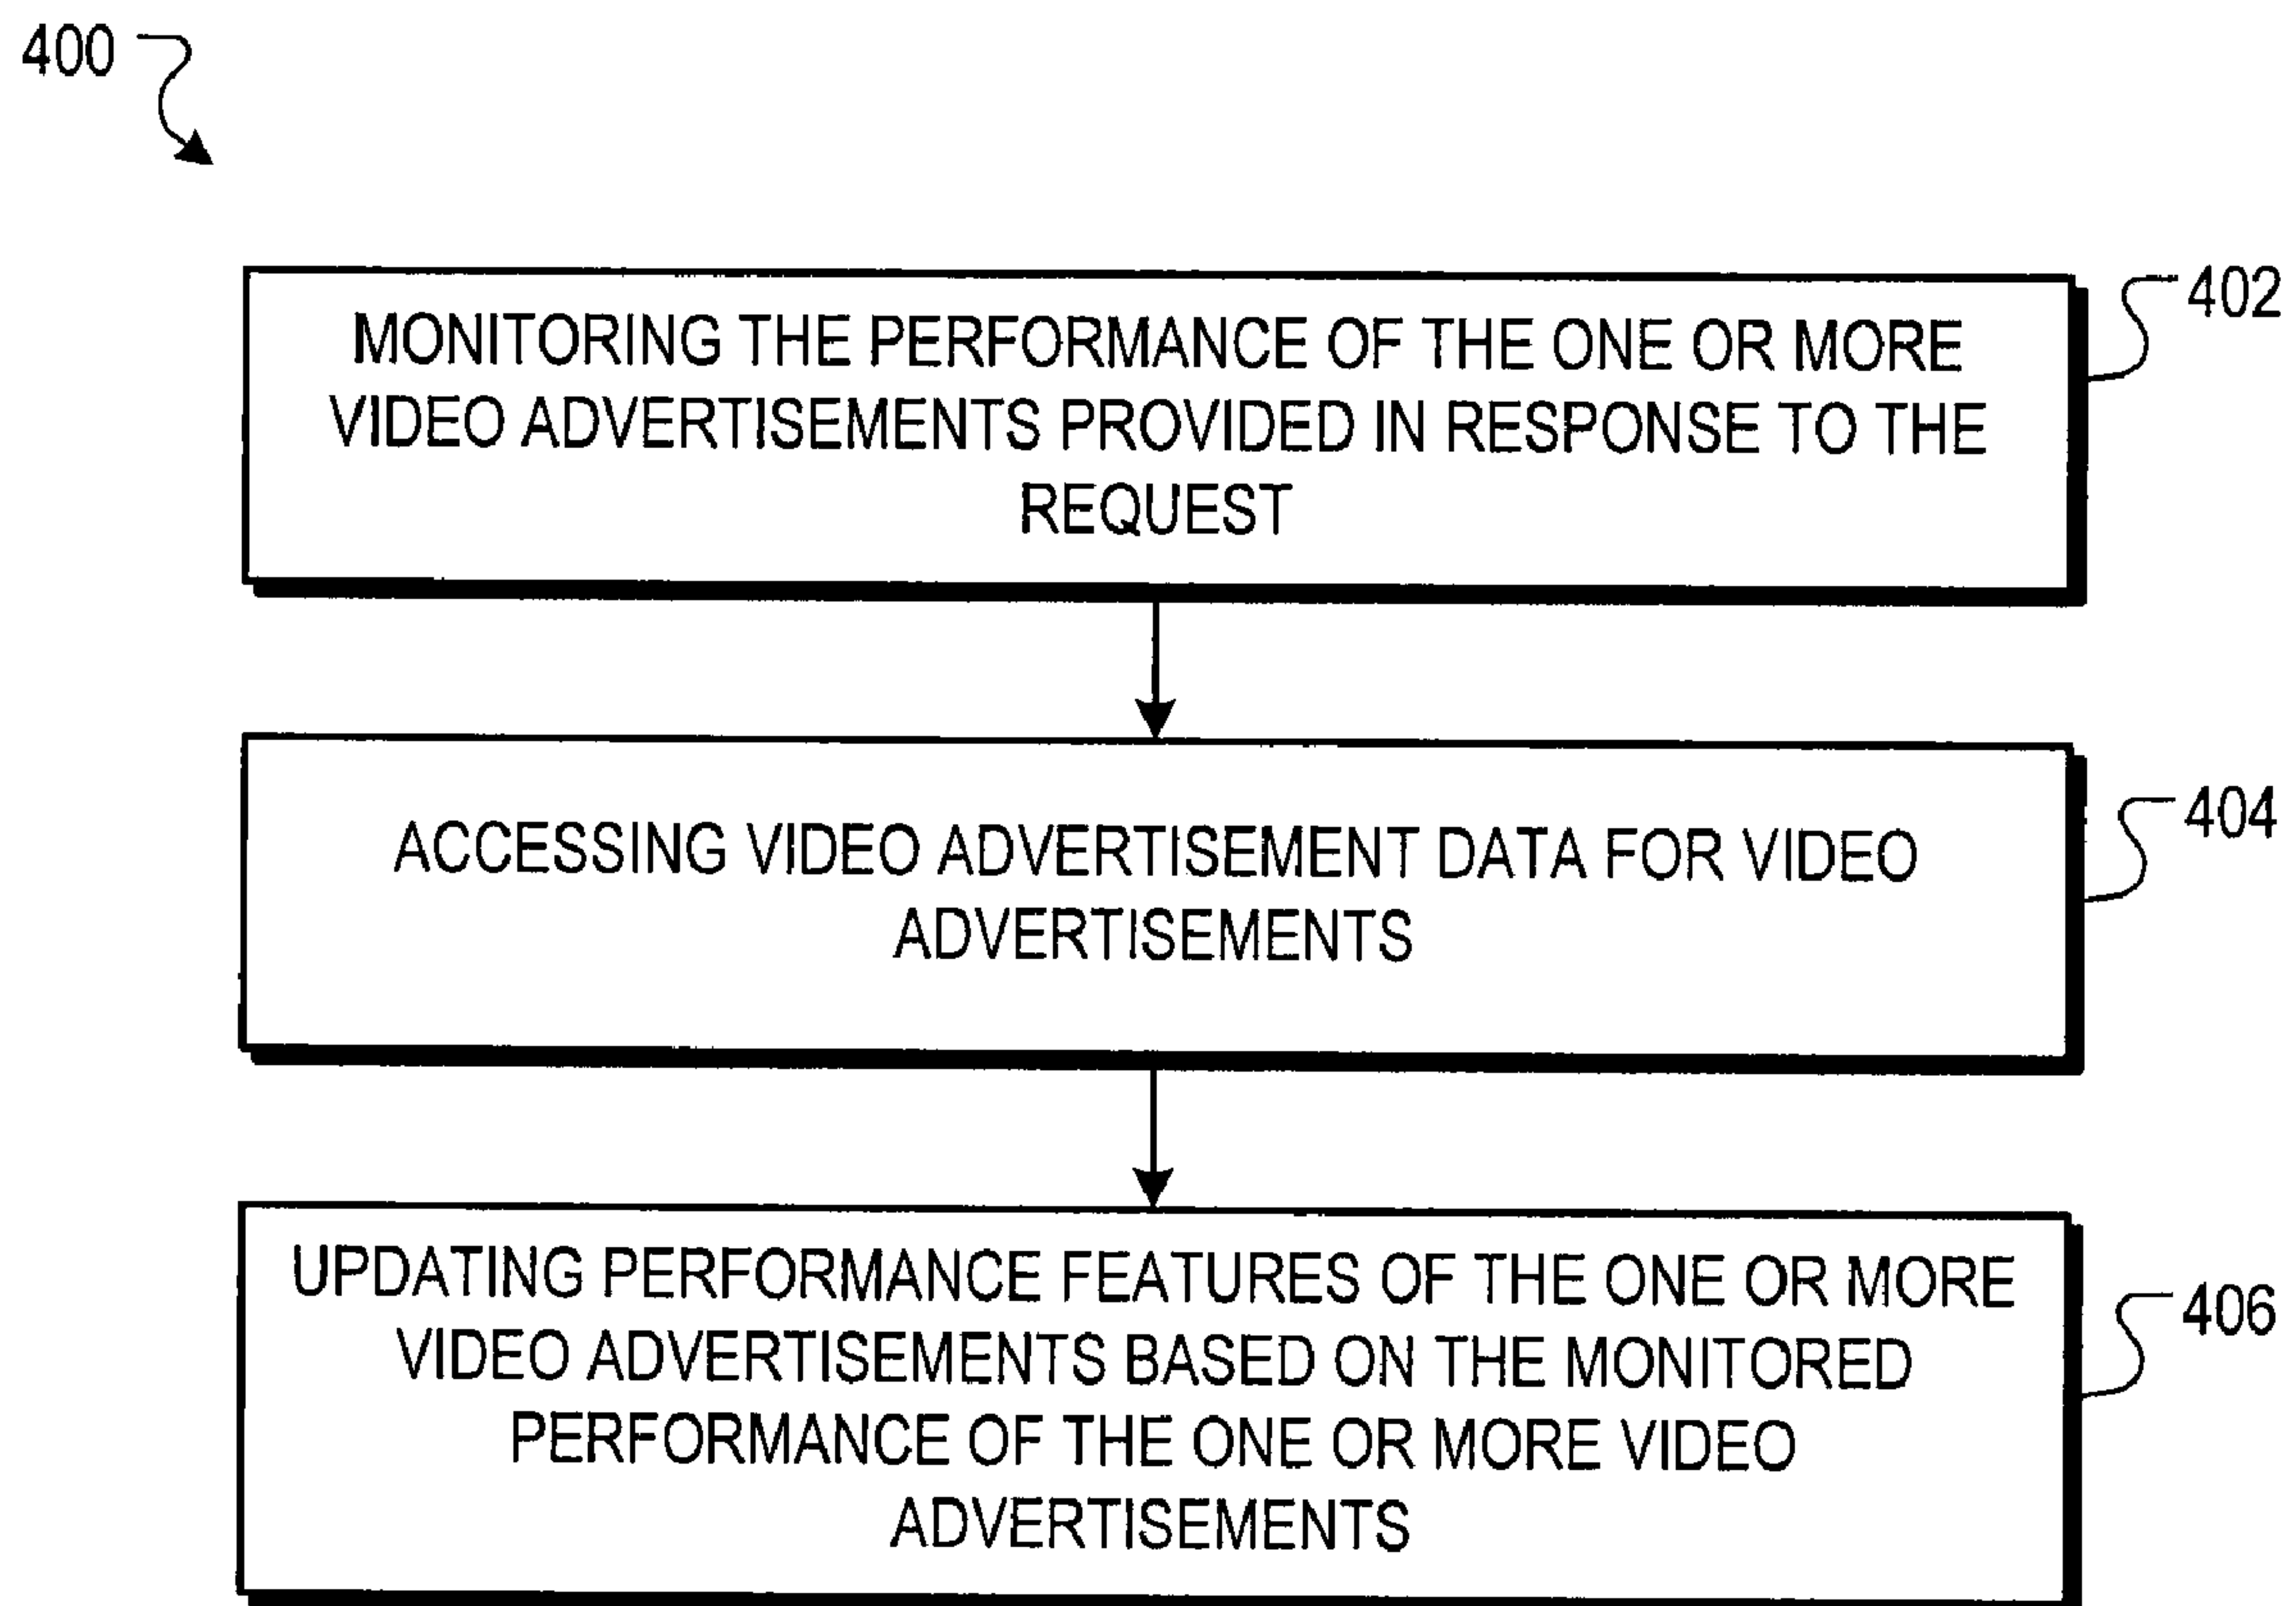 400
MONITORING THE PERFORMANCE OF THE ONE OR MORE
VIDEO ADVERTISEMENTS PROVIDED IN RESPONSE TO THE
REQUEST
402
ACCESSING VIDEO ADVERTISEMENT DATA FOR VIDEO
ADVERTISEMENTS
404
UPDATING PERFORMANCE FEATURES OF THE ONE OR MORE
VIDEO ADVERTISEMENTS BASED ON THE MONITORED
PERFORMANCE OF THE ONE OR MORE VIDEO
ADVERTISEMENTS
406